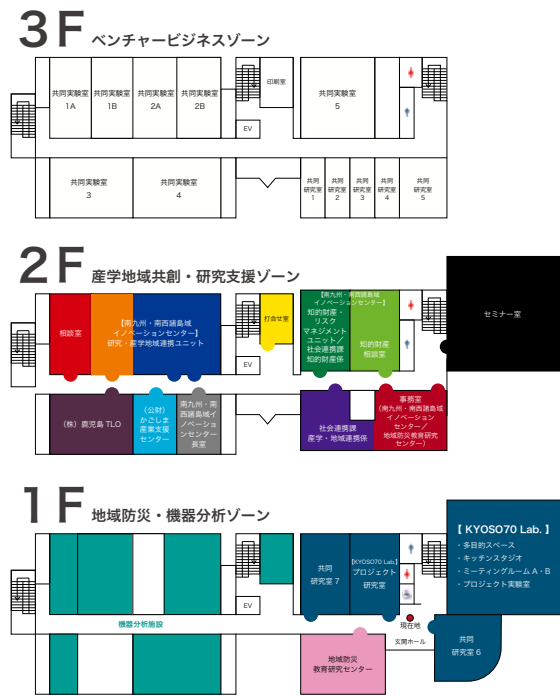 3F ベンチャービジネスゾーン
共同実験室
1A
共同実験室
1B
共同実験室
2A
共同実験室
2B
印刷室
共同実験室
5
EV
共同実験室
3
共同実験室
4
共同
研究室
1
共同
研究室
2
共同
研究室
3
共同
研究室
4
共同
研究室
5
2F 産学地域共創・研究支援ゾーン
相談室
【南九州・南西諸島域
イノベーションセンター】
研究・産学地域連携ユニット
打合せ室
【南九州・南西諸島域
イノベーションセンター】
知的財産・
リスク
マネジメント
ユニット／
社会連携課
知的財産係
知的財産
相談室
セミナー室
EV
（株）鹿児島 TLO
（公財）
かごしま
産業支援
センター
南九州・南
西諸島域イ
ノベーショ
ンセンター
長室
社会連携課
産学・地域連携係
事務室
（南九州・南西諸島域
イノベーション
センター／
地域防災教育研究
センター）
1F 地域防災・機器分析ゾーン
共同
研究室 7
【KYOSO70 Lab.】
プロジェクト
研究室
【 KYOSO70 Lab. 】
・多目的スペース
・キッチンスタジオ
・ミーティングルーム A・B
・プロジェクト実験室
EV
機器分析施設
現在地
玄関ホール
共同
研究室 6
地域防災
教育研究センター